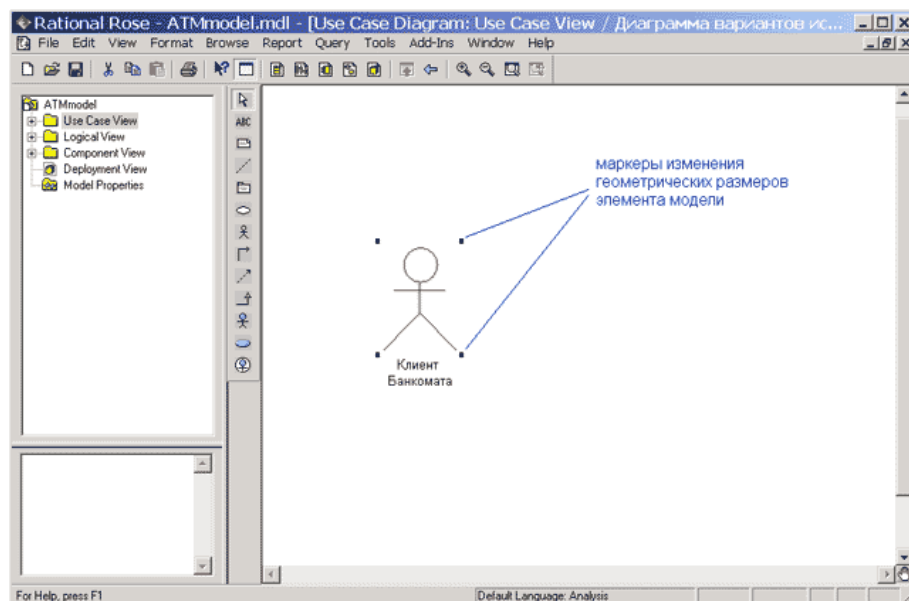 Rational Rose - ATMmodel.mdl - [Use Case Diagram: Use Case View / Диаграмма вариантов ис...
File Edit View Format Browse Report Query Tools Add-Ins Window Help
ABC
ATMmodel
Use Case View
Logical View
Component View
Deployment View
Model Properties
маркеры изменения
геометрических размеров
элемента модели
Клиент
Банкомата
For Help, press F1
Default Language: Analysis